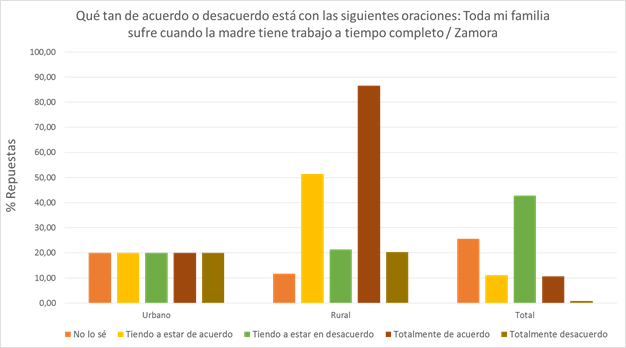 Qué tan de acuerdo o desacuerdo está con las siguientes oraciones: Toda mi familia
sufre cuando la madre tiene trabajo a tiempo completo / Zamora
% Repuestas
100,00
90,00
80,00
70,00
60,00
50,00
40,00
30,00
20,00
10,00
0,00
Urbano Rural Total
No lo sé Tiendo a estar de acuerdo Tiendo a estar en desacuerdo Totalmente de acuerdo Totalmente desacuerdo